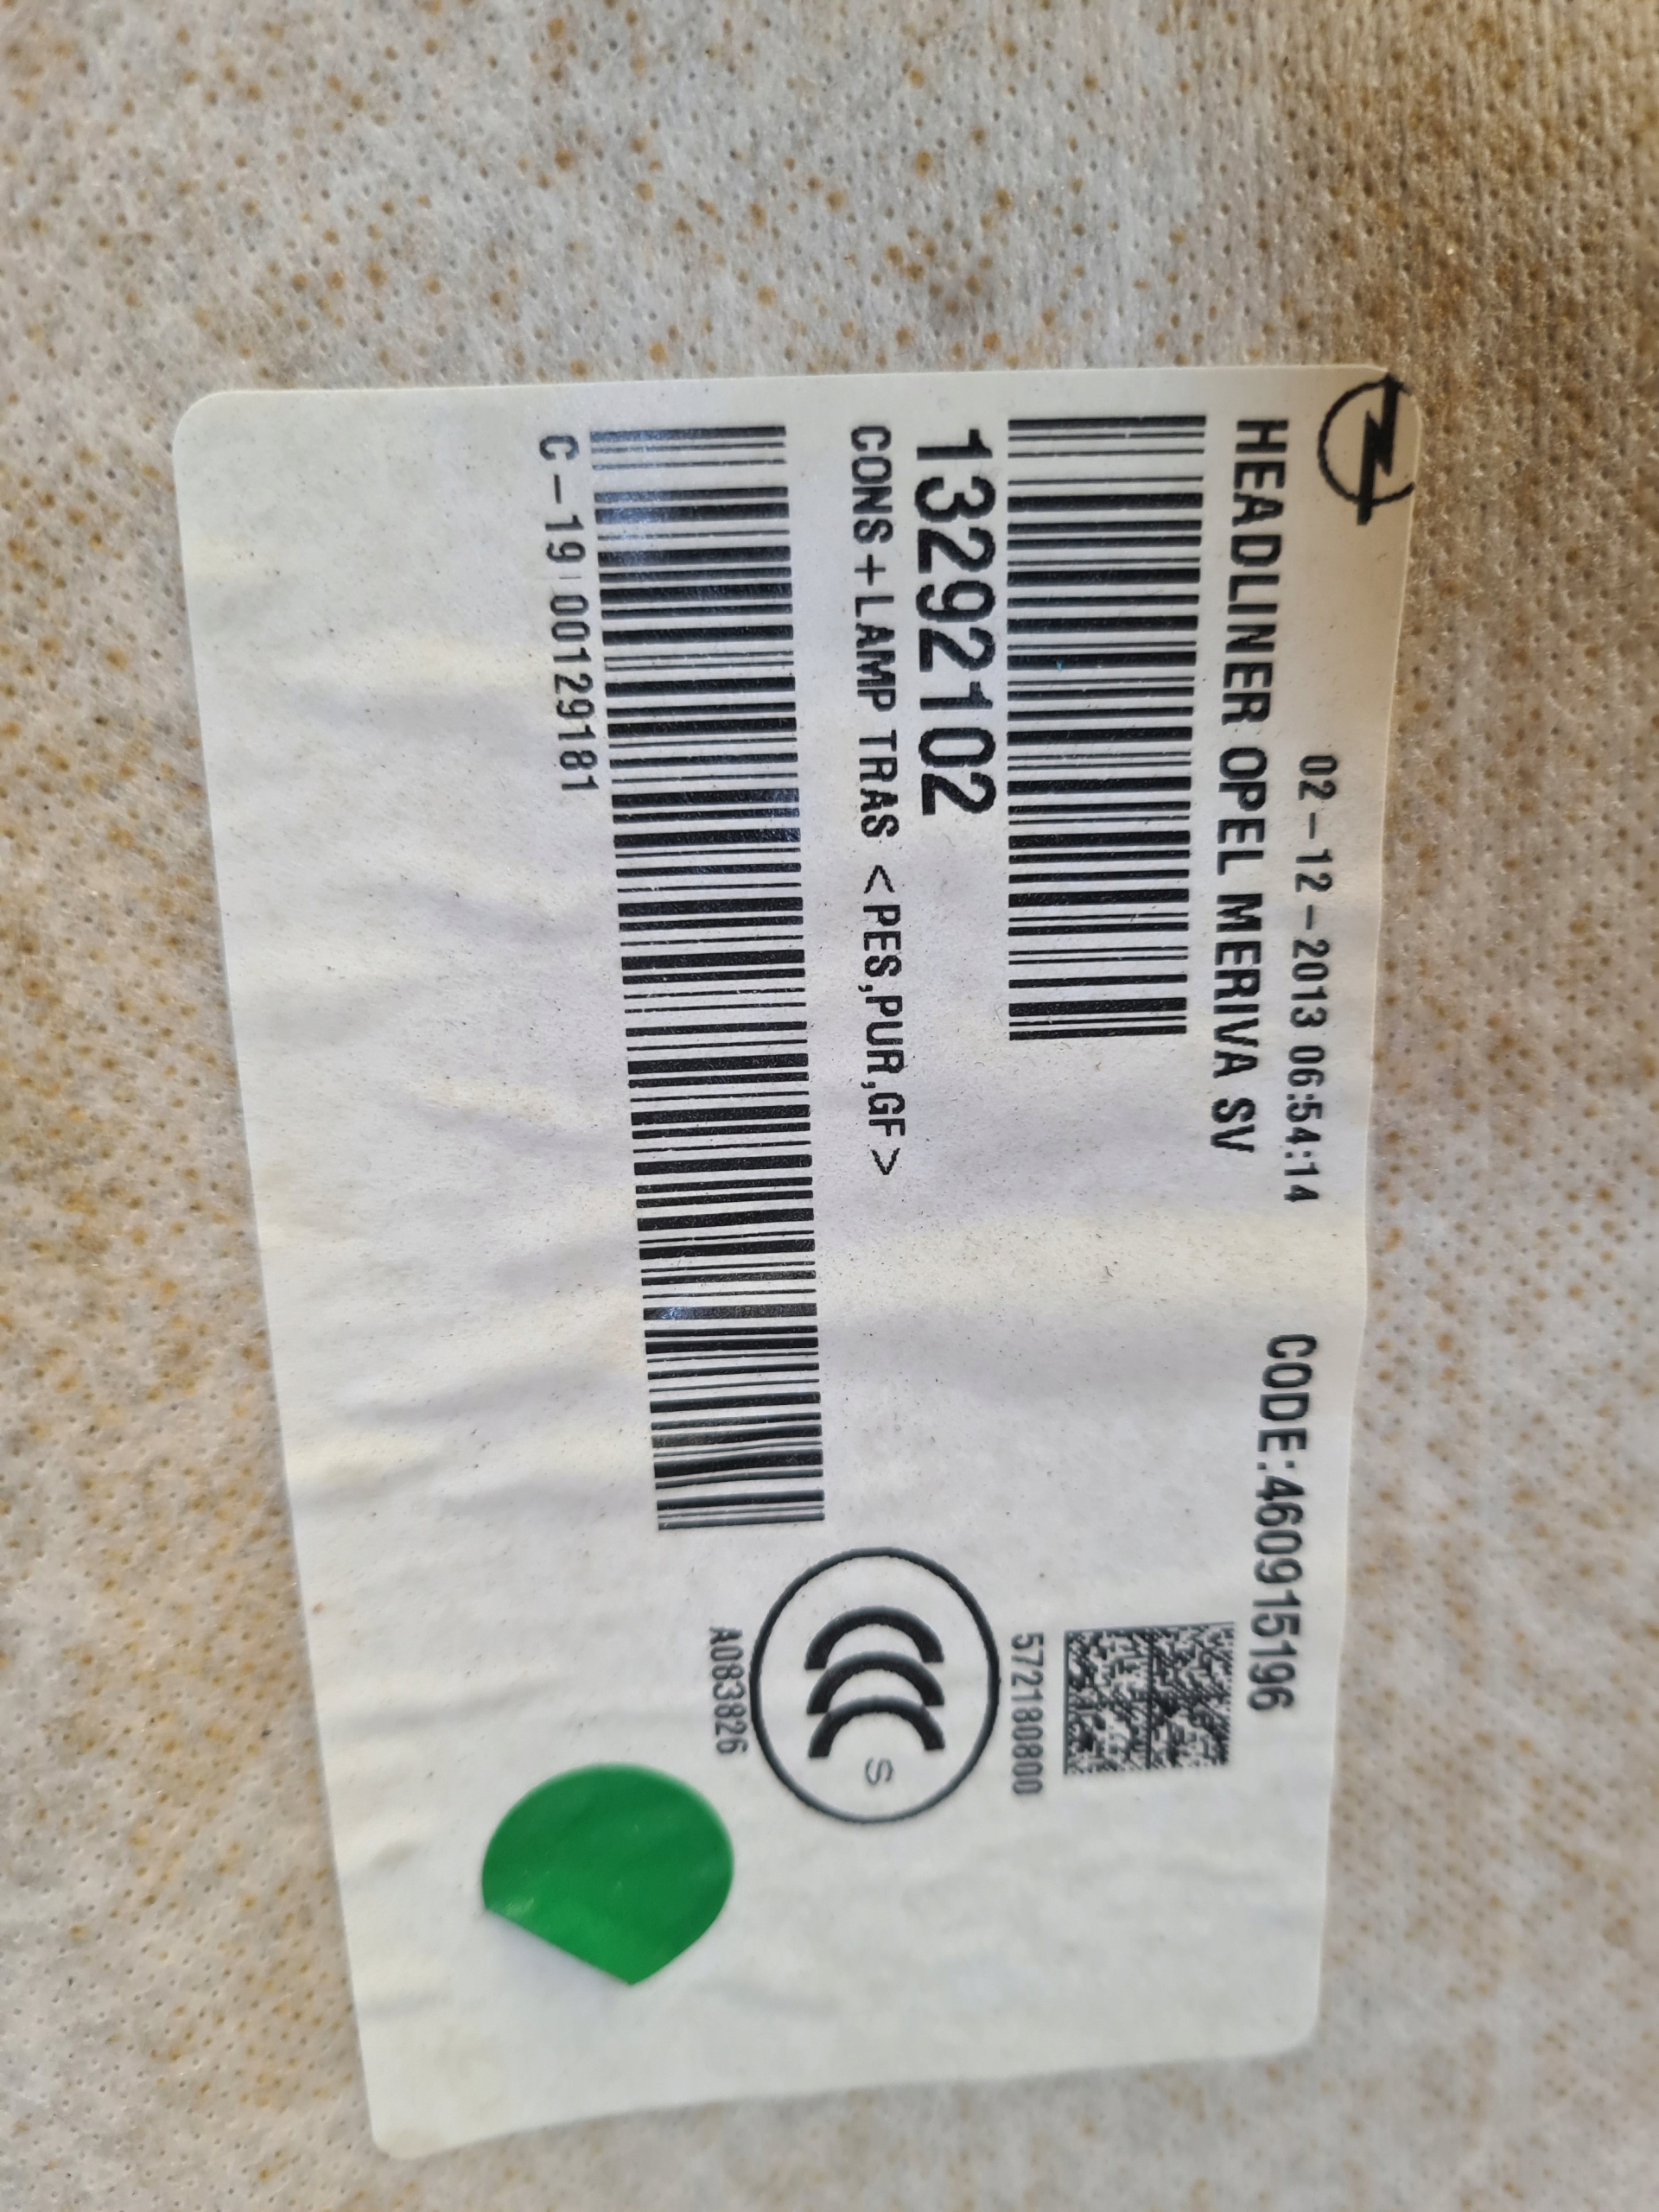 02-12-2013 06:54:14
CODE:460915196
HEADLINER OPEL MERIVA SV
13292102
572180800
CONS+LAMP TRAS <PES,PUR,GF>
S
A083826
C-19 00129181